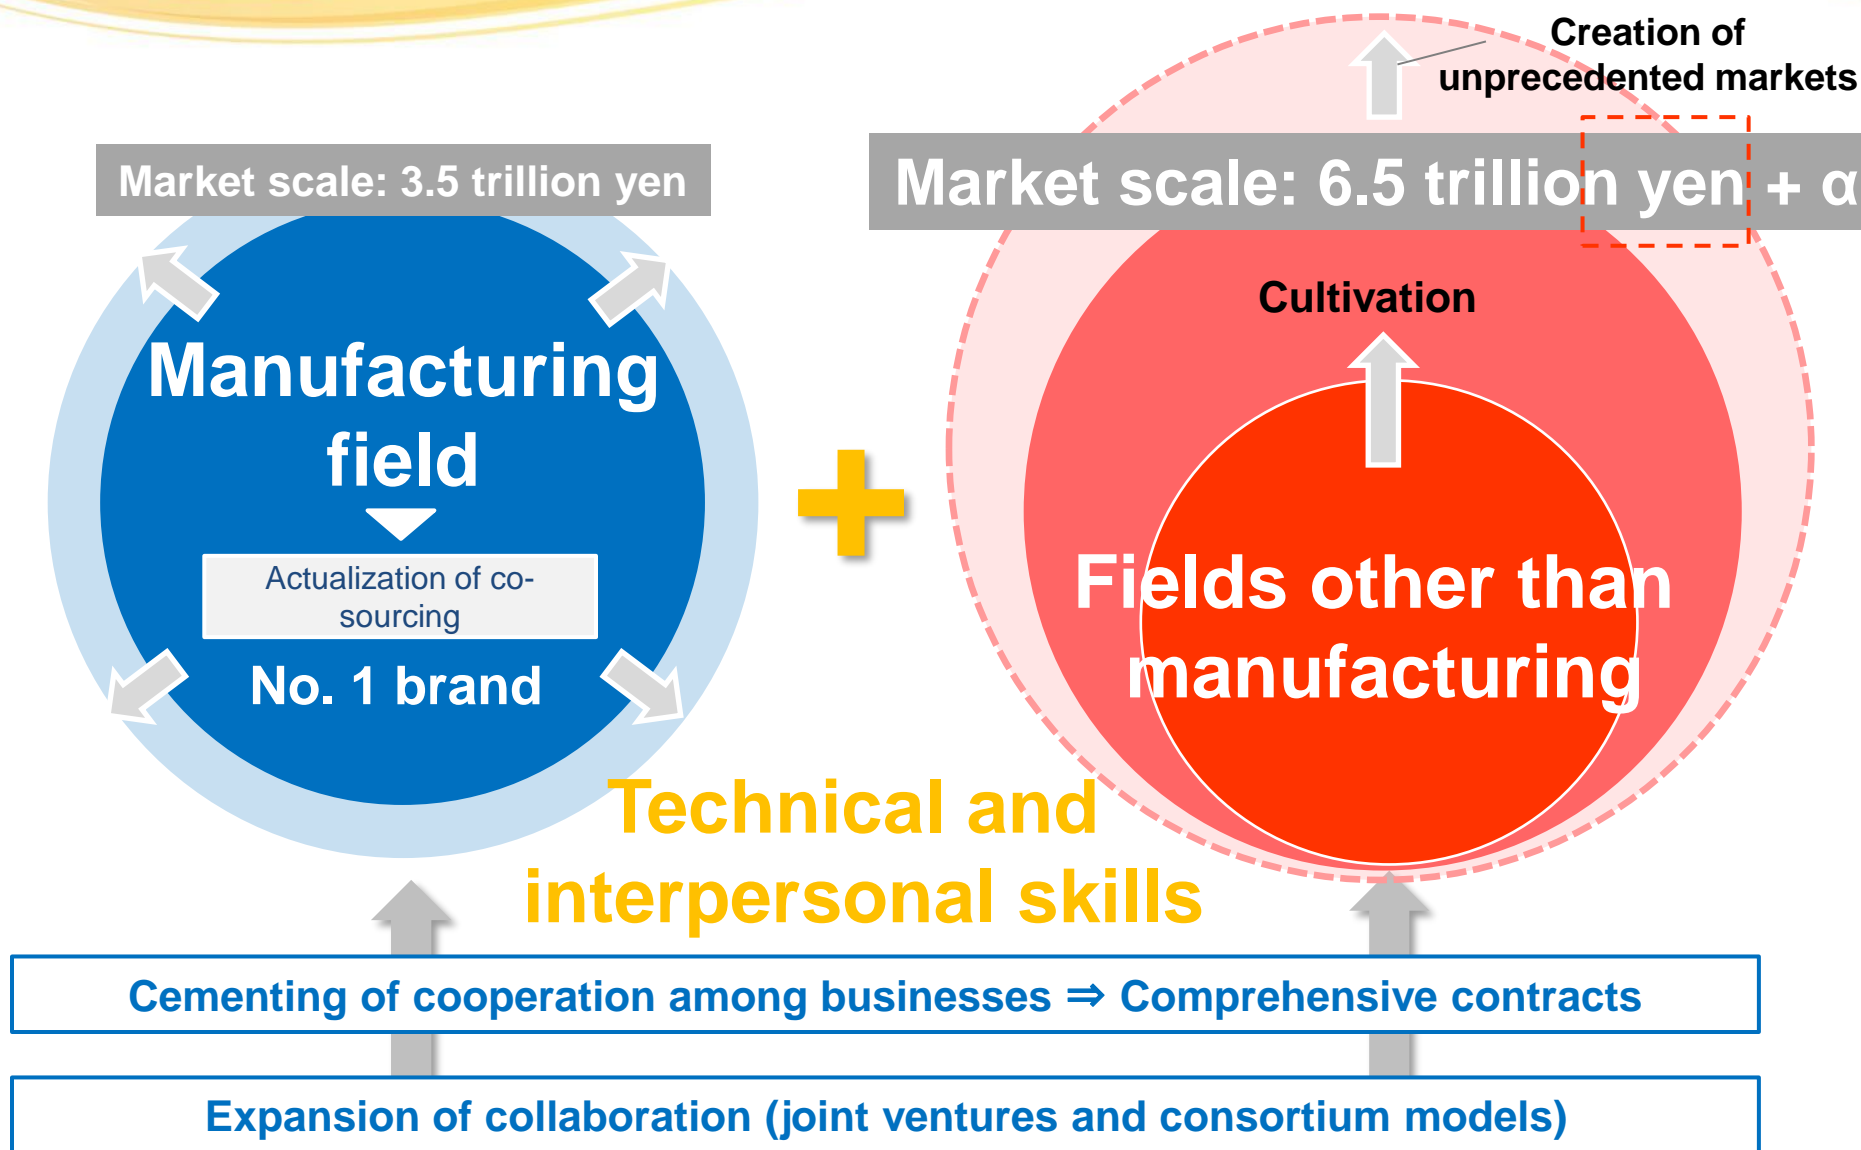 Creation of
unprecedented markets
Market scale: 3.5 trillion yen
Market scale: 6.5 trillion yen + α
Cultivation
Manufacturing
field
Actualization of co-
sourcing
No. 1 brand
+
Fields other than
manufacturing
Technical and
interpersonal skills
Cementing of cooperation among businesses ⇒ Comprehensive contracts
Expansion of collaboration (joint ventures and consortium models)